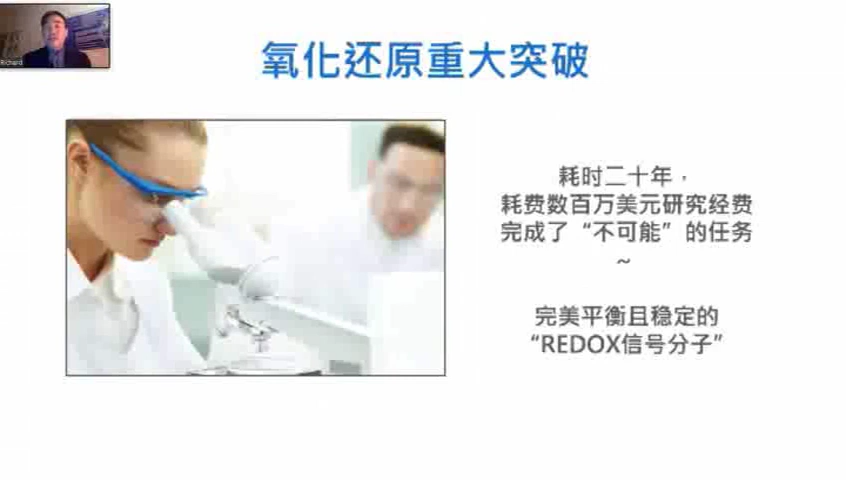 Richard
氧化还原重大突破
耗时二十年，
耗费数百万美元研究经费
完成了“不可能”的任务
~
完美平衡且稳定的
“REDOX信号分子”